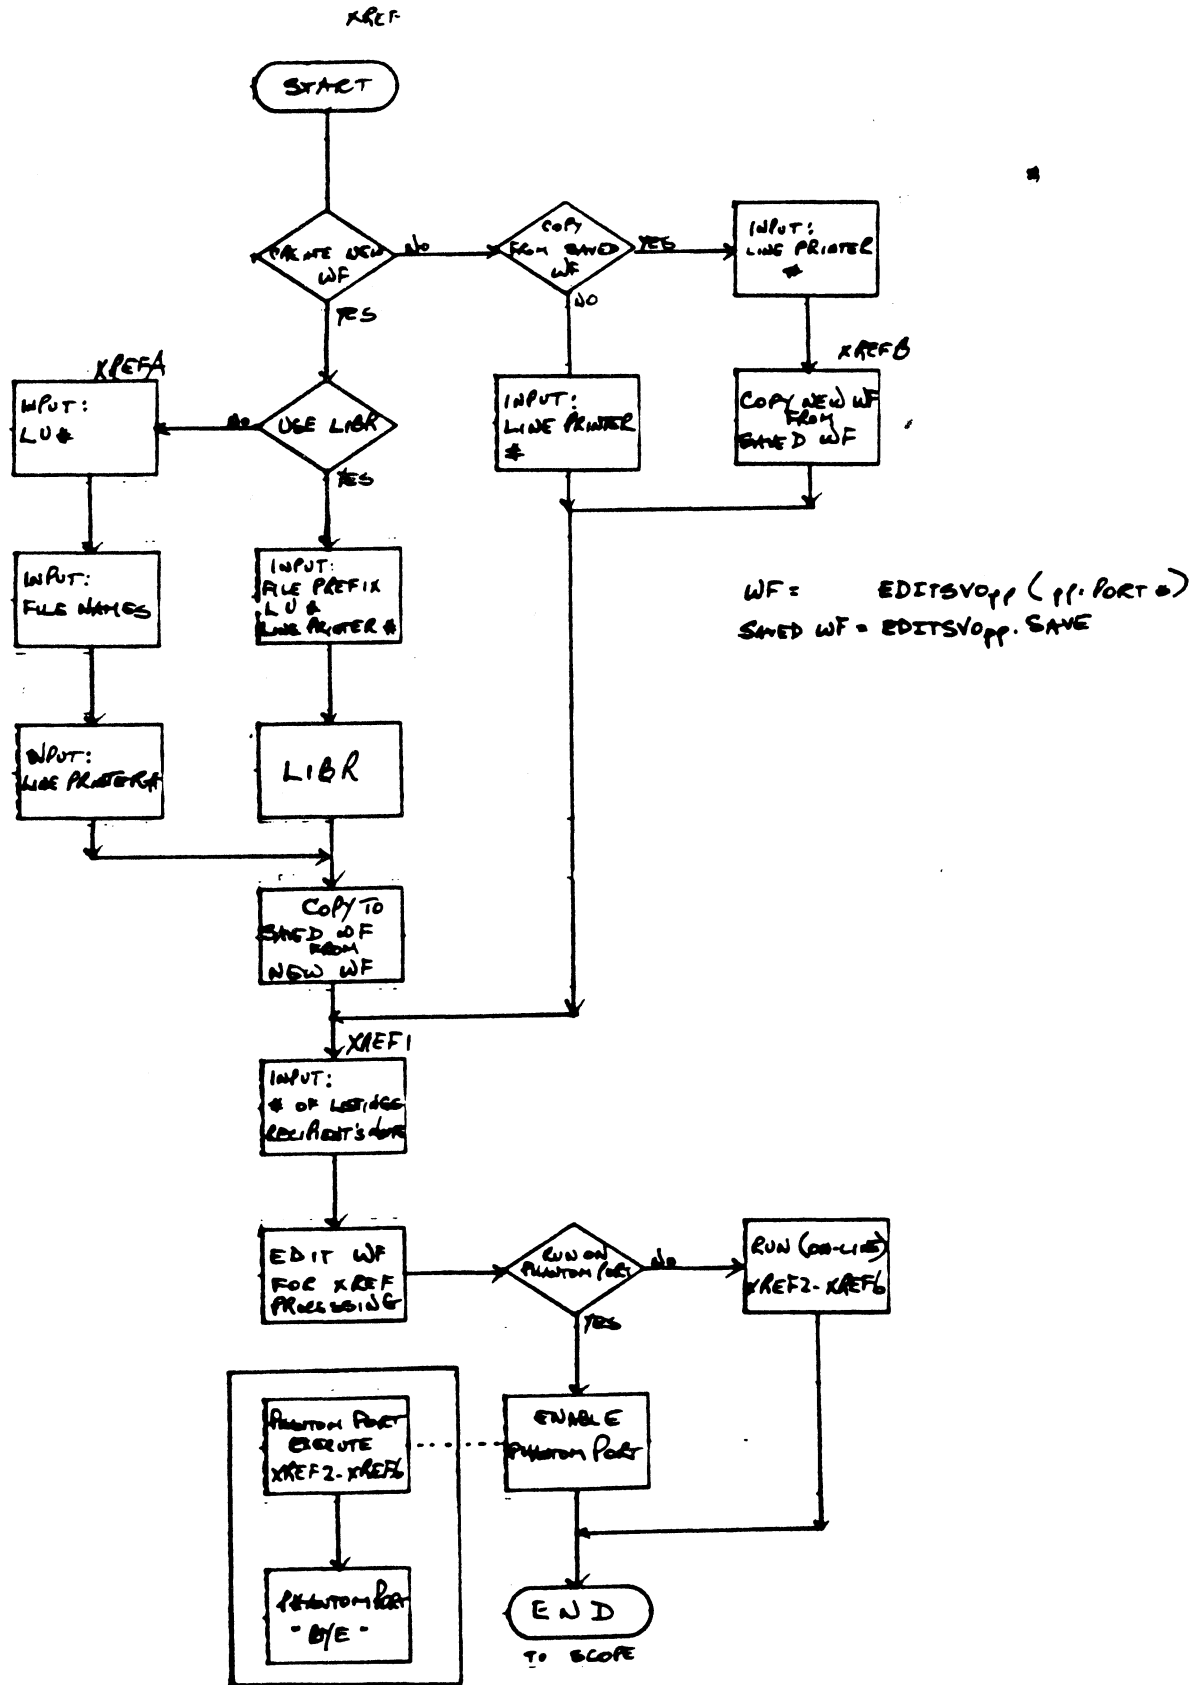 XREF
START
CREATE NEW
WF
NO
YES
COPY
FROM SAVED
WF
YES
NO
INPUT:
LINE PRINTER
#
XREFB
COPY NEW WF
FROM
SAVED WF
INPUT:
LINE PRINTER
#
XREFA
INPUT:
LU #
NO
USE LIBR
YES
INPUT:
FILE NAMES
INPUT:
FILE PREFIX
LU #
LINE PRINTER #
WF = EDITSVOpp (pp: PORT #)
SAVED WF = EDITSVOpp. SAVE
INPUT:
LINE PRINTER #
LIBR
COPY TO
SAVED WF
FROM
NEW WF
XREF1
INPUT:
# OF LISTINGS
RECIPIENT'S
EDIT WF
FOR XREF
PROCESSING
RUN ON
PHANTOM PORT
NO
YES
RUN (ON-LINE)
XREF2-XREF6
PHANTOM PORT
EXECUTE
XREF2-XREF6
ENABLE
PHANTOM PORT
PHANTOM PORT
"BYE"
END
TO SCOPE